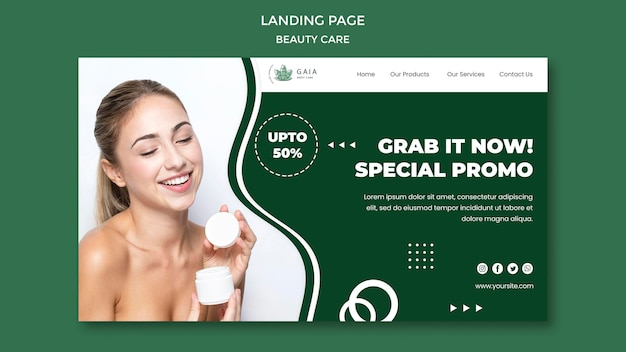 LANDING PAGE
BEAUTY CARE
GAIA
Home
Our Products
Our Services
Contact Us
UPTO
50%
GRAB IT NOW!
SPECIAL PROMO
Lorem ipsum dolor sit amet, consectetur
adipiscing elit, sed do eiusmod tempor incididunt ut labore et
dolore magna aliqua.
www.yoursite.com